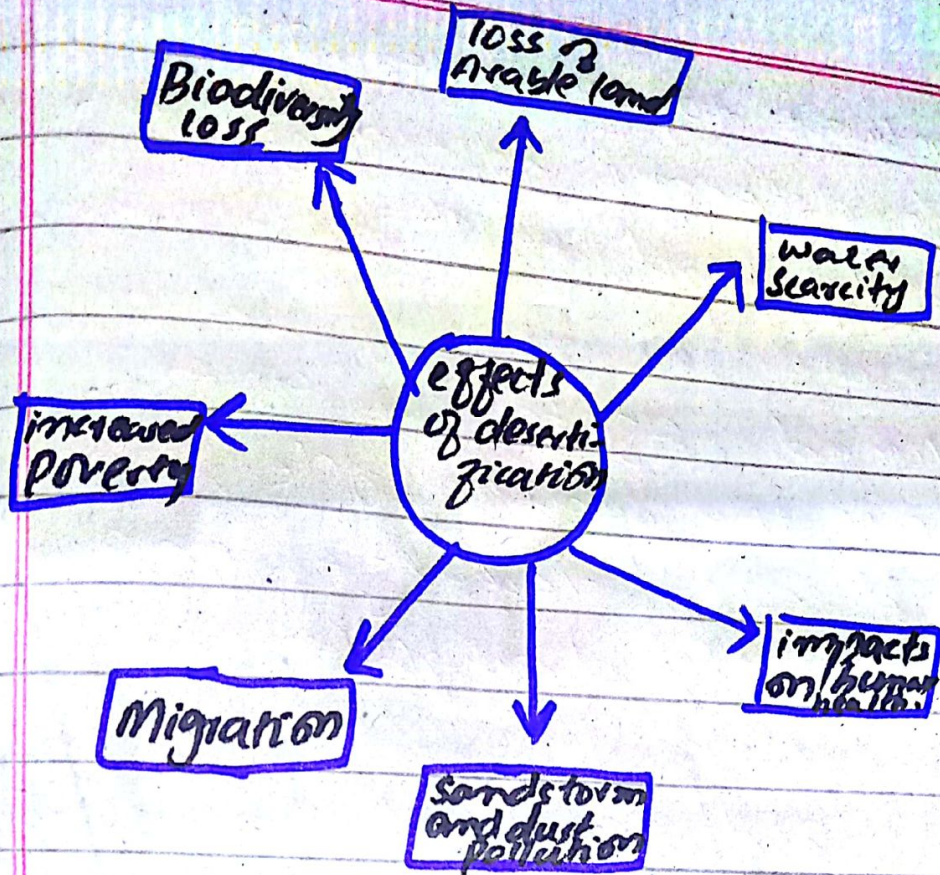 loss of
Arable land
Biodiversity
loss
water
scarcity
effects
of deserti-
fication
increased
poverty
impacts
on human
health.
Migration
Sandstorm
and dust
pollution